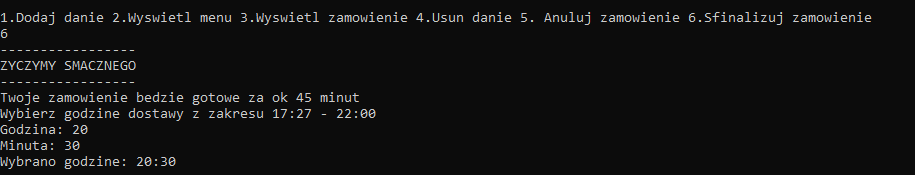 1.Dodaj danie 2.Wyswietl menu 3.Wyswietl zamowienie 4.Usun danie 5. Anuluj zamowienie 6.Sfinalizuj zamowienie
6
-----------------
ZYCZYMY SMACZNEGO
-----------------
Twoje zamowienie bedzie gotowe za ok 45 minut
Wybierz godzine dostawy z zakresu 17:27 - 22:00
Godzina: 20
Minuta: 30
Wybrano godzine: 20:30